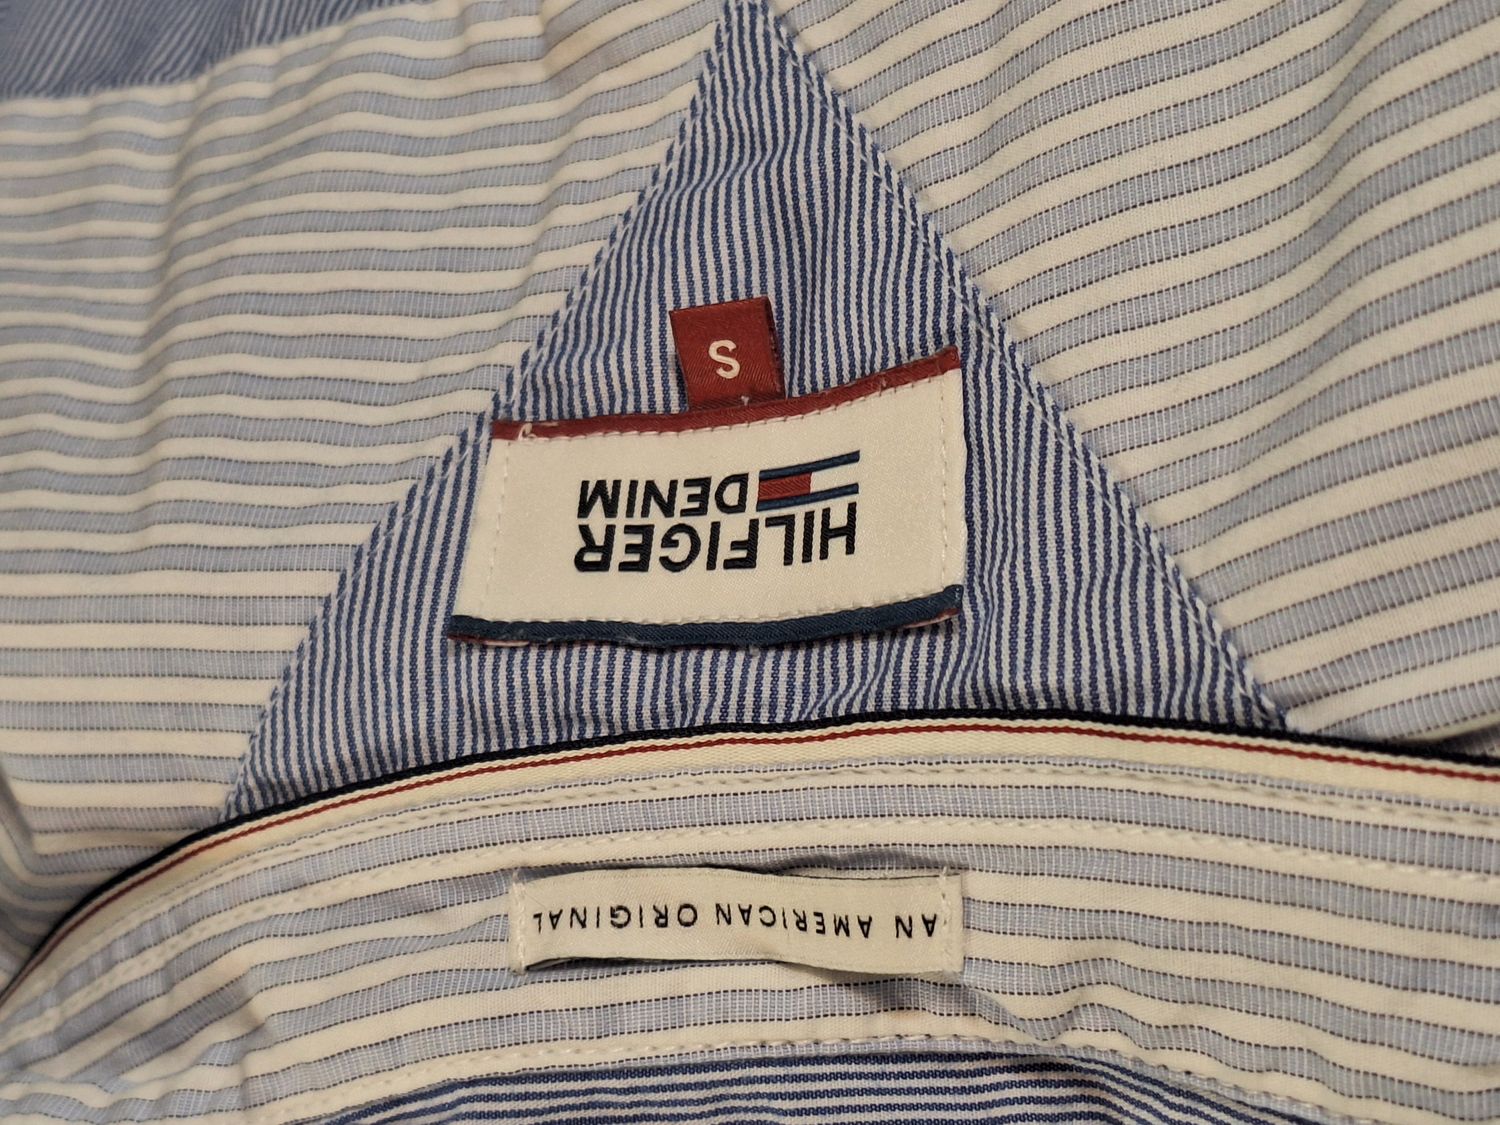 AN AMERICAN ORIGINAL
HILFIGER
DENIM
S